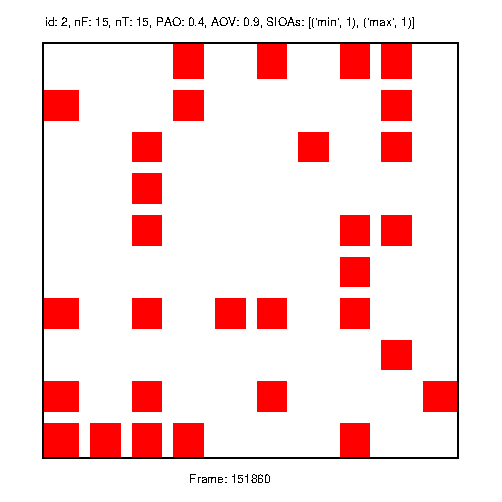 id: 2, nF: 15, nT: 15, PAO: 0.4, AOV: 0.9, SIOAs: [('min', 1), ('max', 1)]
Frame: 151860